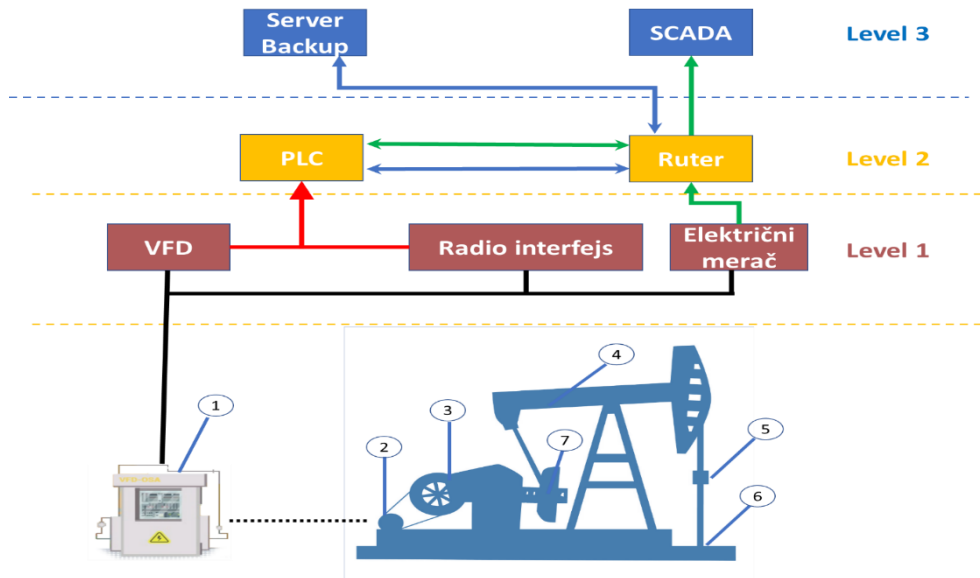 Server
Backup
SCADA
Level 3
PLC
Ruter
Level 2
VFD
Radio interfejs
Električni
merač
Level 1
4
1
3
2
7
5
6